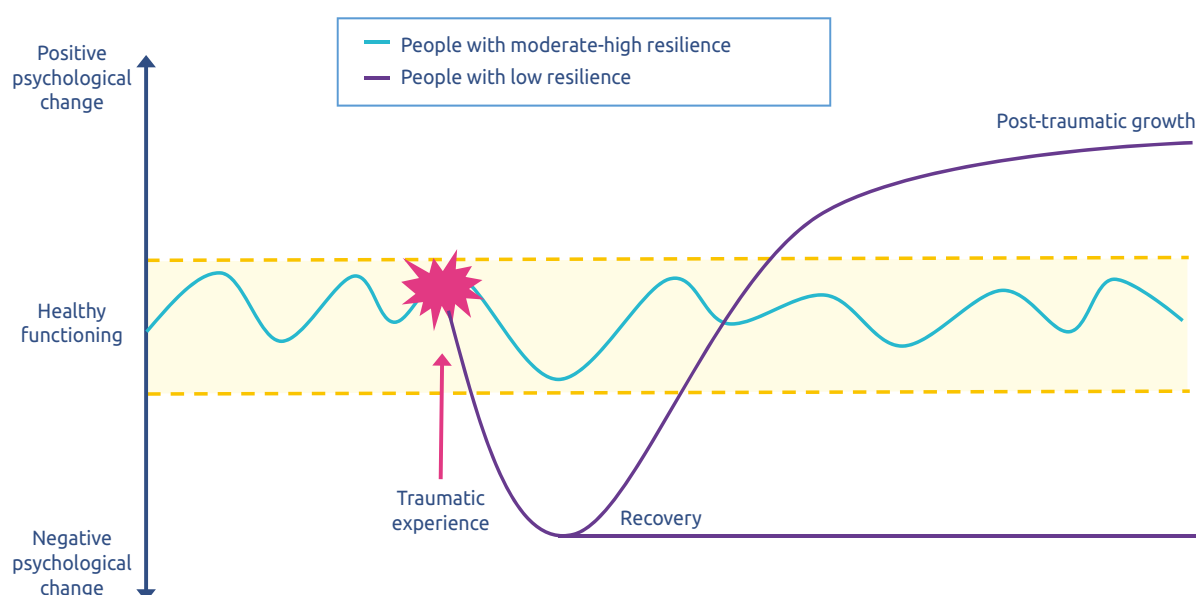 People with moderate-high resilience
People with low resilience
Positive
psychological
change
Post-traumatic growth
Healthy
functioning
Traumatic
experience
Recovery
Negative
psychological
change